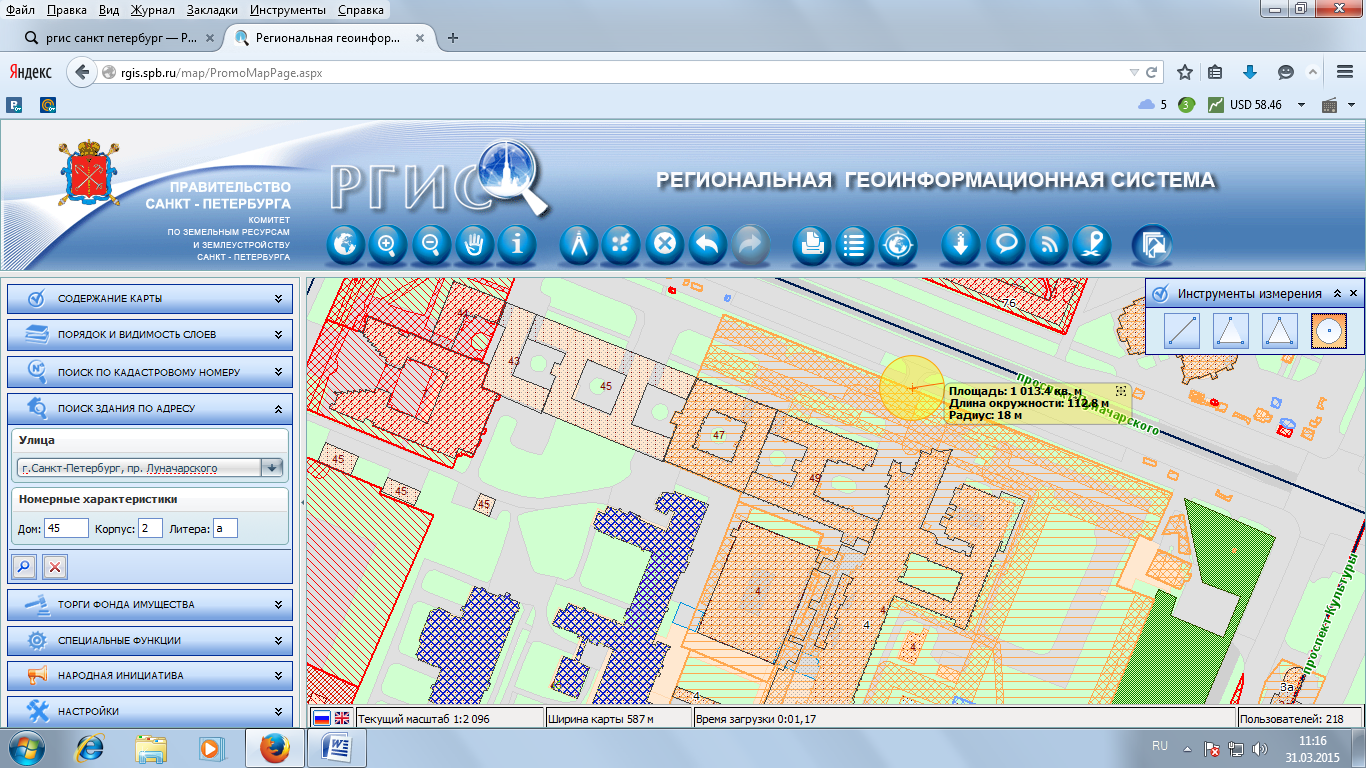 Файл Правка Вид Журнал Закладки Инструменты Справка
ргис санкт петербург — Р... Региональная геоинфор...
Яндекс rgis.spb.ru/map/PromoMapPage.aspx
5 3 USD 58.46
ПРАВИТЕЛЬСТВО
САНКТ - ПЕТЕРБУРГА
КОМИТЕТ
ПО ЗЕМЕЛЬНЫМ РЕСУРСАМ
И ЗЕМЛЕУСТРОЙСТВУ
САНКТ - ПЕТЕРБУРГА
РГИС
РЕГИОНАЛЬНАЯ ГЕОИНФОРМАЦИОННАЯ СИСТЕМА
СОДЕРЖАНИЕ КАРТЫ
ПОРЯДОК И ВИДИМОСТЬ СЛОЕВ
ПОИСК ПО КАДАСТРОВОМУ НОМЕРУ
ПОИСК ЗДАНИЯ ПО АДРЕСУ
Улица
г.Санкт-Петербург, пр. Луначарского
Номерные характеристики
Дом: 45 Корпус: 2 Литера: а
ТОРГИ ФОНДА ИМУЩЕСТВА
СПЕЦИАЛЬНЫЕ ФУНКЦИИ
НАРОДНАЯ ИНИЦИАТИВА
НАСТРОЙКИ
Инструменты измерения
76
44
43
45
47
49
45
45
45
4
4
4
4
4
3а
проспект Луначарского
Площадь: 1 013.4 кв. м
Длина окружности: 112.8 м
Радиус: 18 м
проспект Культуры
Текущий масштаб 1:2 096 Ширина карты 587 м Время загрузки 0:01,17 Пользователей: 218
RU 11:16
31.03.2015